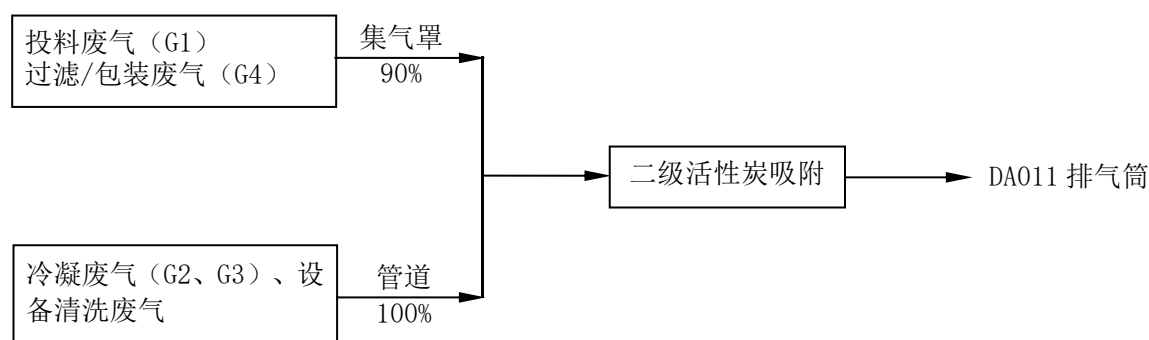 投料废气（G1）
过滤/包装废气（G4）
集气罩
90%
二级活性炭吸附
DA011 排气筒
冷凝废气（G2、G3）、设
备清洗废气
管道
100%